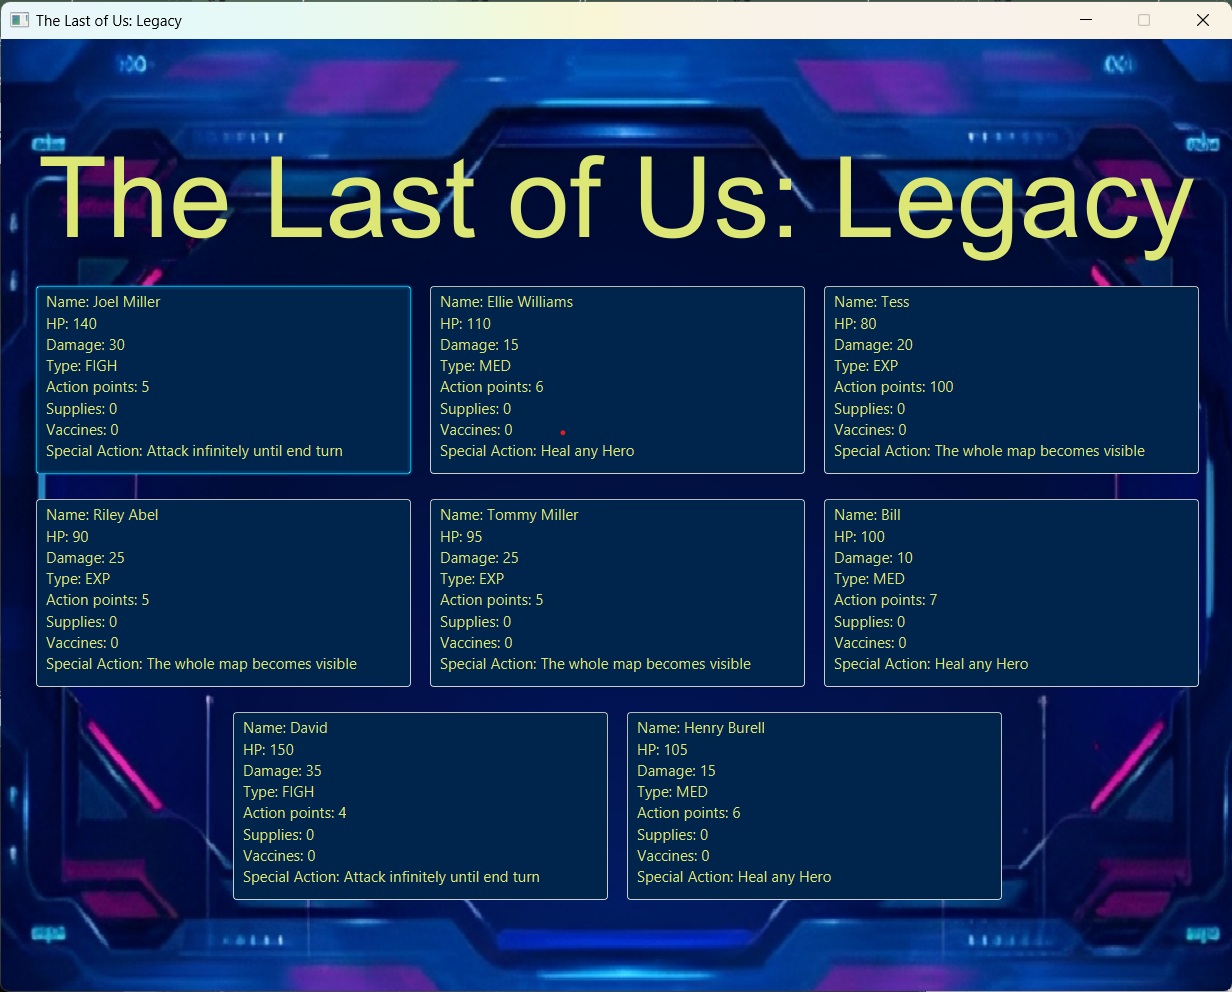 The Last of Us: Legacy
The Last of Us: Legacy
Name: Joel Miller
HP: 140
Damage: 30
Type: FIGH
Action points: 5
Supplies: 0
Vaccines: 0
Special Action: Attack infinitely until end turn
Name: Ellie Williams
HP: 110
Damage: 15
Type: MED
Action points: 6
Supplies: 0
Vaccines: 0
Special Action: Heal any Hero
Name: Tess
HP: 80
Damage: 20
Type: EXP
Action points: 100
Supplies: 0
Vaccines: 0
Special Action: The whole map becomes visible
Name: Riley Abel
HP: 90
Damage: 25
Type: EXP
Action points: 5
Supplies: 0
Vaccines: 0
Special Action: The whole map becomes visible
Name: Tommy Miller
HP: 95
Damage: 25
Type: EXP
Action points: 5
Supplies: 0
Vaccines: 0
Special Action: The whole map becomes visible
Name: Bill
HP: 100
Damage: 10
Type: MED
Action points: 7
Supplies: 0
Vaccines: 0
Special Action: Heal any Hero
Name: David
HP: 150
Damage: 35
Type: FIGH
Action points: 4
Supplies: 0
Vaccines: 0
Special Action: Attack infinitely until end turn
Name: Henry Burell
HP: 105
Damage: 15
Type: MED
Action points: 6
Supplies: 0
Vaccines: 0
Special Action: Heal any Hero